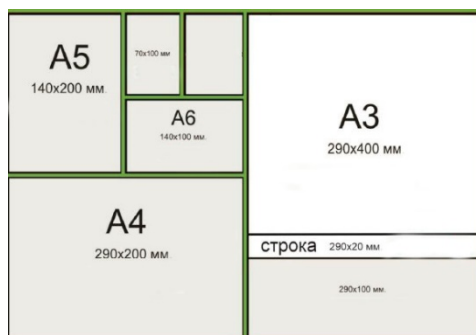 A5
140x200 мм.
70x100 мм
A6
140x100 мм.
A3
290x400 мм
A4
290x200 мм
строка 290x20 мм
290x100 мм.